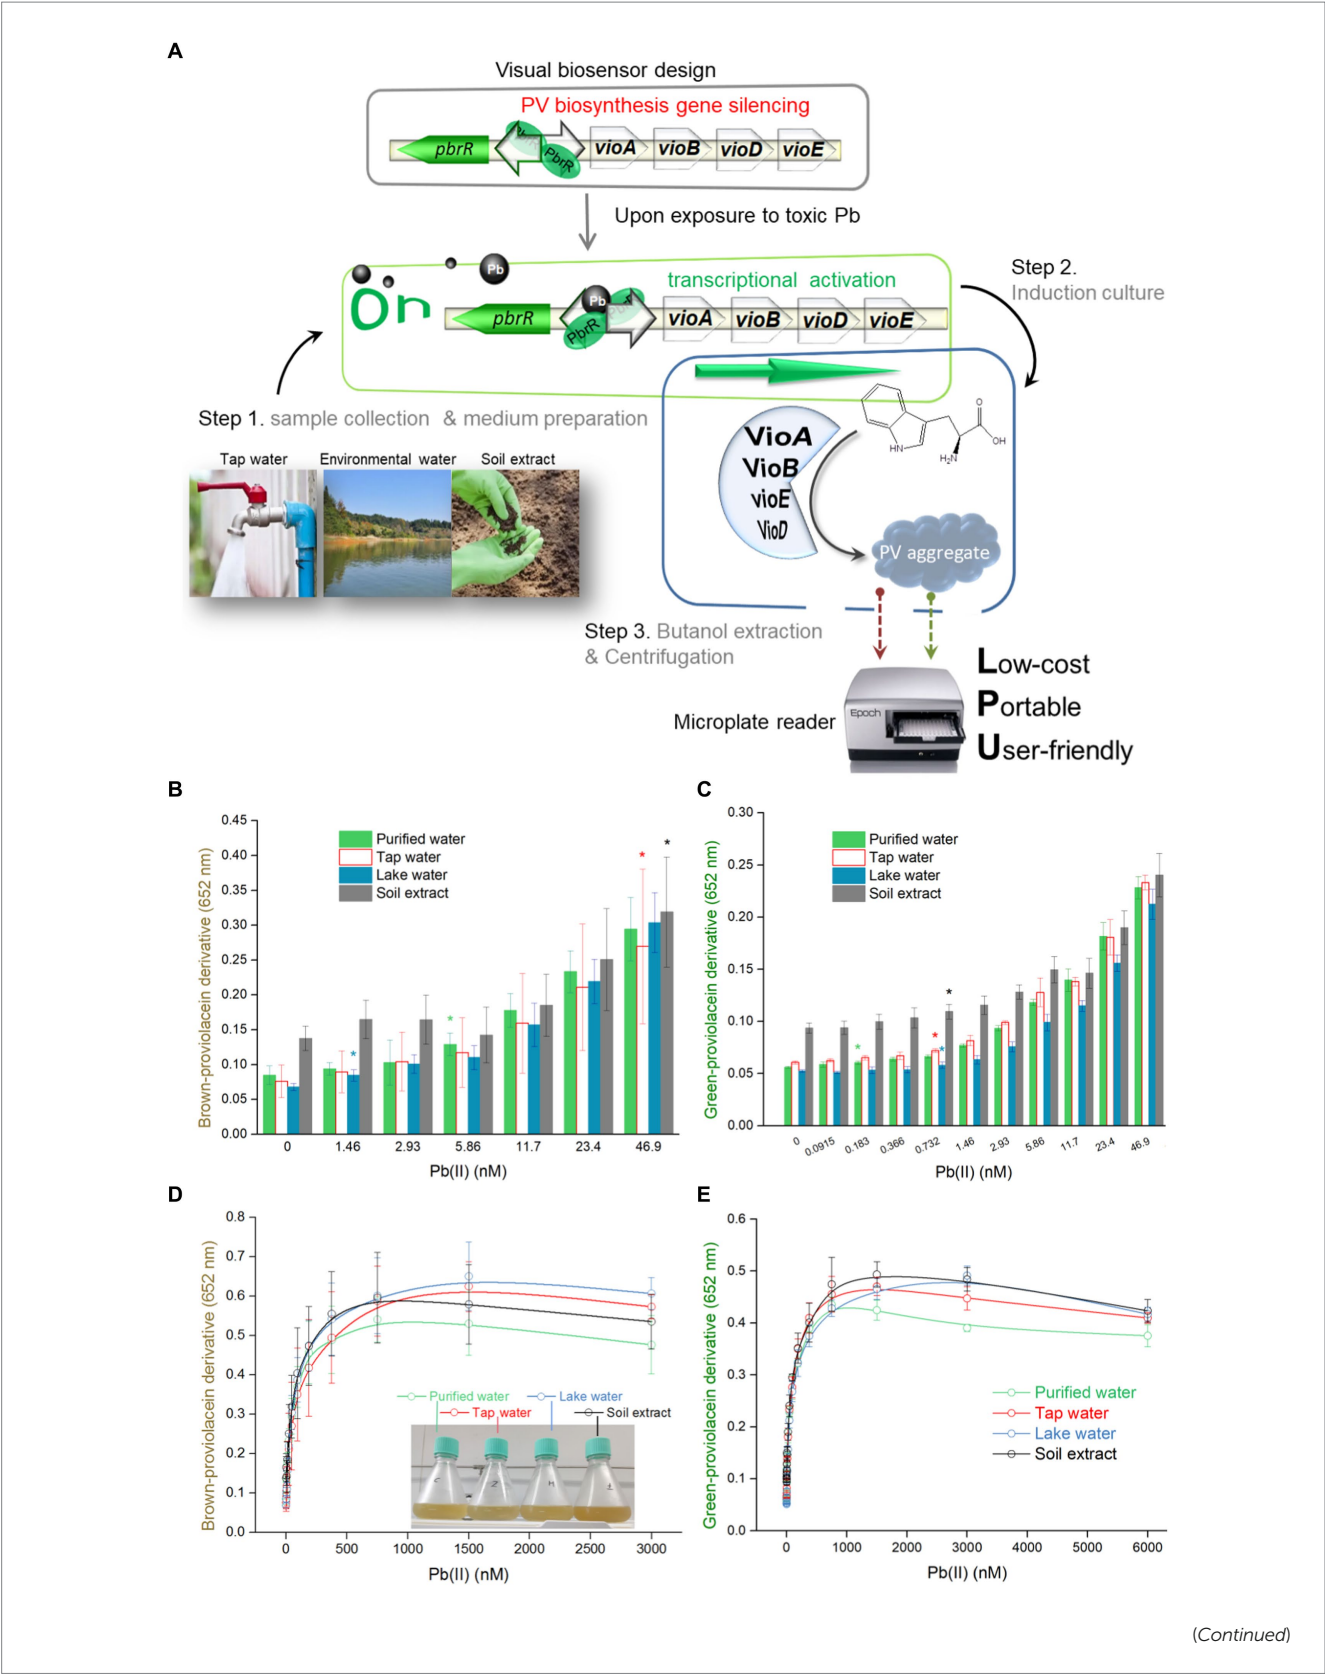 A
Visual biosensor design
PV biosynthesis gene silencing
pbrR
PbrR
PbrR
vioA
vioB
vioD
vioE
Upon exposure to toxic Pb
Pb
On
transcriptional activation
pbrR
Pb
PbrR
PbrR
vioA
vioB
vioD
vioE
Step 2.
Induction culture
Step 1. sample collection & medium preparation
Tap water
Environmental water
Soil extract
VioA
VioB
vioE
VioD
O
OH
HN
H₂N
PV aggregate
Step 3. Butanol extraction
& Centrifugation
Microplate reader
Epoch
Low-cost
Portable
User-friendly
B
Brown-proviolacein derivative (652 nm)
0.45
0.40
0.35
0.30
0.25
0.20
0.15
0.10
0.05
0.00
Purified water
Tap water
Lake water
Soil extract
*
*
*
*
0 1.46 2.93 5.86 11.7 23.4 46.9
Pb(II) (nM)
C
Green-proviolacein derivative (652 nm)
0.30
0.25
0.20
0.15
0.10
0.05
0.00
Purified water
Tap water
Lake water
Soil extract
*
*
*
*
0 0.0915 0.183 0.366 0.732 1.46 2.93 5.86 11.7 23.4 46.9
Pb(II) (nM)
D
Brown-proviolacein derivative (652 nm)
0.8
0.7
0.6
0.5
0.4
0.3
0.2
0.1
0.0
Purified water
Lake water
Tap water
Soil extract
0 500 1000 1500 2000 2500 3000
Pb(II) (nM)
E
Green-proviolacein derivative (652 nm)
0.6
0.5
0.4
0.3
0.2
0.1
0.0
Purified water
Tap water
Lake water
Soil extract
0 1000 2000 3000 4000 5000 6000
Pb(II) (nM)
(Continued)